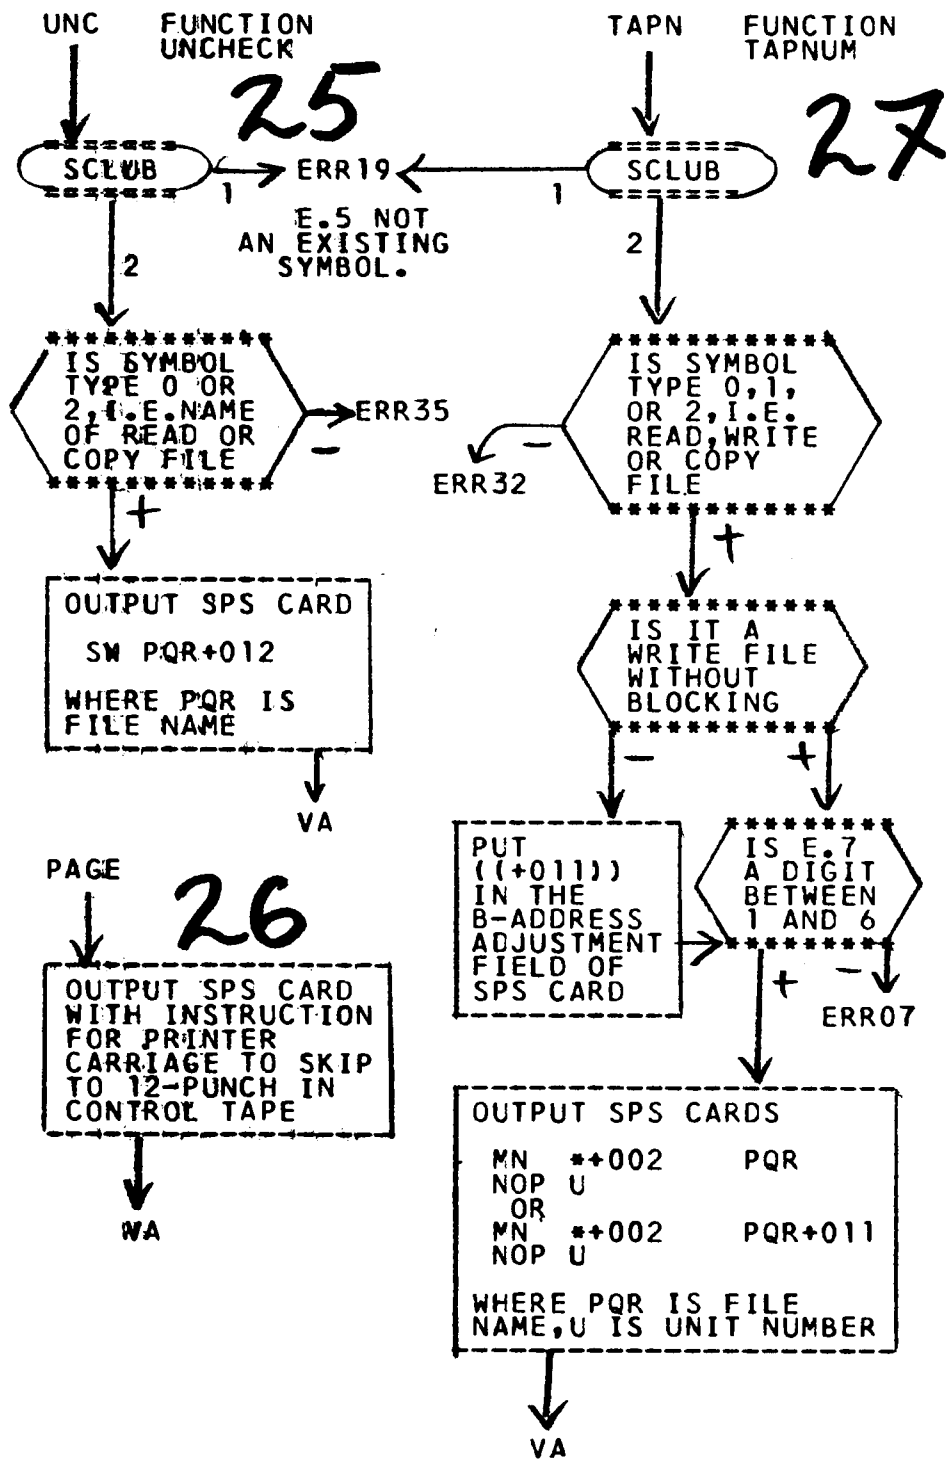 UNC FUNCTION
UNCHECK
25
SCLUB
1
ERR19
E.5 NOT
AN EXISTING
SYMBOL.
2
IS SYMBOL
TYPE 0 OR
2,I.E.NAME
OF READ OR
COPY FILE
ERR35
-
+
OUTPUT SPS CARD
SW PQR+012
WHERE PQR IS
FILE NAME
VA
PAGE
26
OUTPUT SPS CARD
WITH INSTRUCTION
FOR PRINTER
CARRIAGE TO SKIP
TO 12-PUNCH IN
CONTROL TAPE
TAPN FUNCTION
TAPNUM
27
SCLUB
1
2
IS SYMBOL
TYPE 0,1,
OR 2,I.E.
READ,WRITE
OR COPY
FILE
-
ERR32
+
IS IT A
WRITE FILE
WITHOUT
BLOCKING
-
+
PUT
((+011))
IN THE
B-ADDRESS
ADJUSTMENT
FIELD OF
SPS CARD
IS E.7
A DIGIT
BETWEEN
1 AND 6
+
-
ERR07
OUTPUT SPS CARDS
MN *+002 PQR
NOP U
OR
MN *+002 PQR+011
NOP U
WHERE PQR IS FILE
NAME,U IS UNIT NUMBER
VA